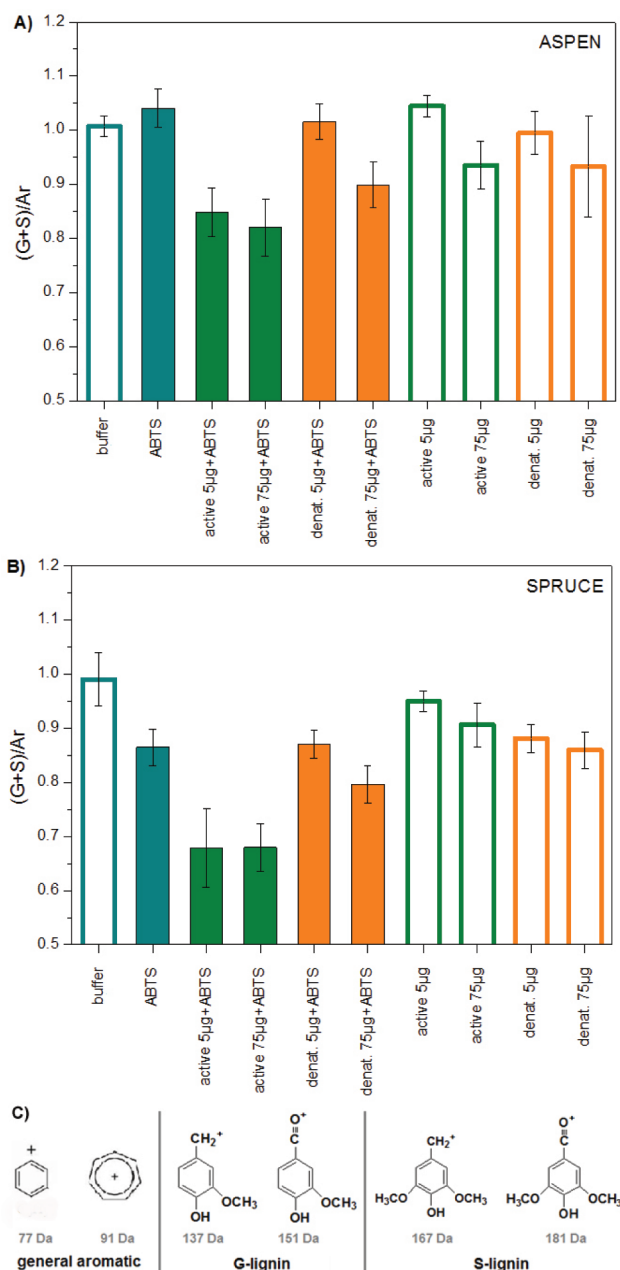 A)
ASPEN
(G+S)/Ar
1.2
1.1
1.0
0.9
0.8
0.7
0.6
0.5
buffer
ABTS
active 5µg+ABTS
active 75µg+ABTS
denat. 5µg+ABTS
denat. 75µg+ABTS
active 5µg
active 75µg
denat. 5µg
denat. 75µg
B)
SPRUCE
(G+S)/Ar
1.2
1.1
1.0
0.9
0.8
0.7
0.6
0.5
buffer
ABTS
active 5µg+ABTS
active 75µg+ABTS
denat. 5µg+ABTS
denat. 75µg+ABTS
active 5µg
active 75µg
denat. 5µg
denat. 75µg
C)
+
+
CH2+
OCH3
OH
O+
C
OCH3
OH
CH2+
H3CO
OCH3
OH
O+
C
H3CO
OCH3
OH
77 Da 91 Da 137 Da 151 Da 167 Da 181 Da
general aromatic G-lignin S-lignin